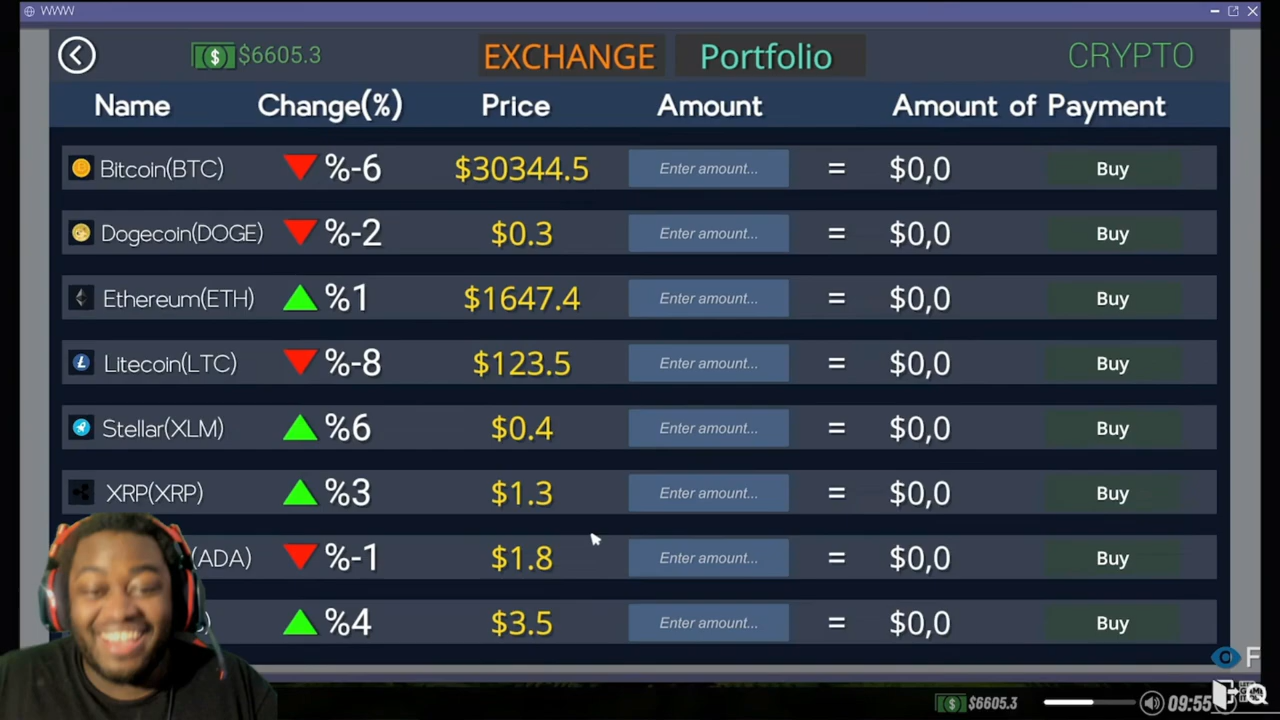 WWW
$6605.3 EXCHANGE Portfolio CRYPTO
Name Change(%) Price Amount Amount of Payment
Bitcoin(BTC) %-6 $30344.5 Enter amount... = $0,0 Buy
Dogecoin(DOGE) %-2 $0.3 Enter amount... = $0,0 Buy
Ethereum(ETH) %1 $1647.4 Enter amount... = $0,0 Buy
Litecoin(LTC) %-8 $123.5 Enter amount... = $0,0 Buy
Stellar(XLM) %6 $0.4 Enter amount... = $0,0 Buy
XRP(XRP) %3 $1.3 Enter amount... = $0,0 Buy
(ADA) %-1 $1.8 Enter amount... = $0,0 Buy
) %4 $3.5 Enter amount... = $0,0 Buy
F
$6605.3 09:55